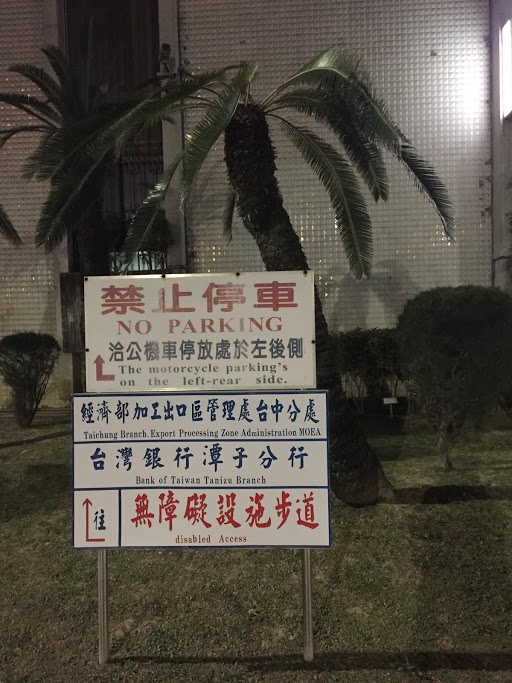 禁止停車
NO PARKING
洽公機車停放處於左後側
The motorcycle parking's
on the left-rear side.
經濟部加工出口區管理處台中分處
Taichung Branch. Export Processing Zone Administration MOEA
台灣銀行潭子分行
Bank of Taiwan Tanizu Branch
往 無障礙設施步道
disabled Access